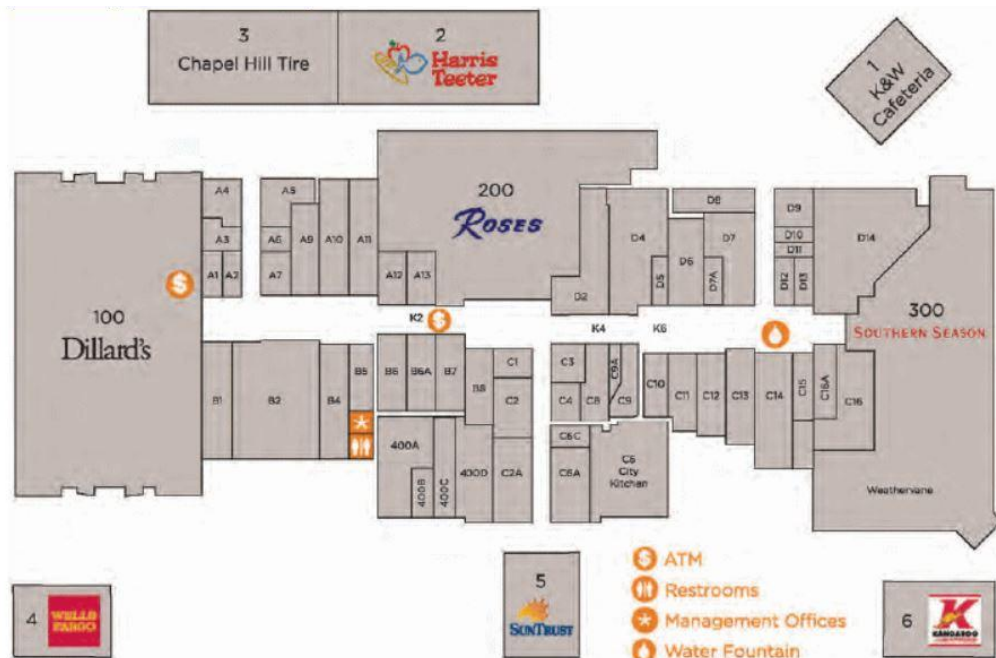 3
Chapel Hill Tire
2
Harris
Teeter
1
K&W
Cafeteria
100
Dillard's
A4
A3
A1
A2
A5
A6
A7
A9
A10
A11
200
ROSES
A12
A13
D2
D4
D5
D6
D8
D7
D7A
D9
D10
D11
D12
D13
D14
300
SOUTHERN SEASON
K2
K4
K6
B1
B2
B4
B5
B6
B6A
B7
B8
C1
C2
C2A
400A
400B
400C
400D
C3
C4
C8
C9A
C9
C6C
C6A
City
Kitchen
C10
C11
C12
C13
C14
C15
C16A
C16
Weathervane
4
WELLS
FARGO
5
SUNTRUST
6
K
KANGAROO
$ ATM
Restrooms
Management Offices
Water Fountain